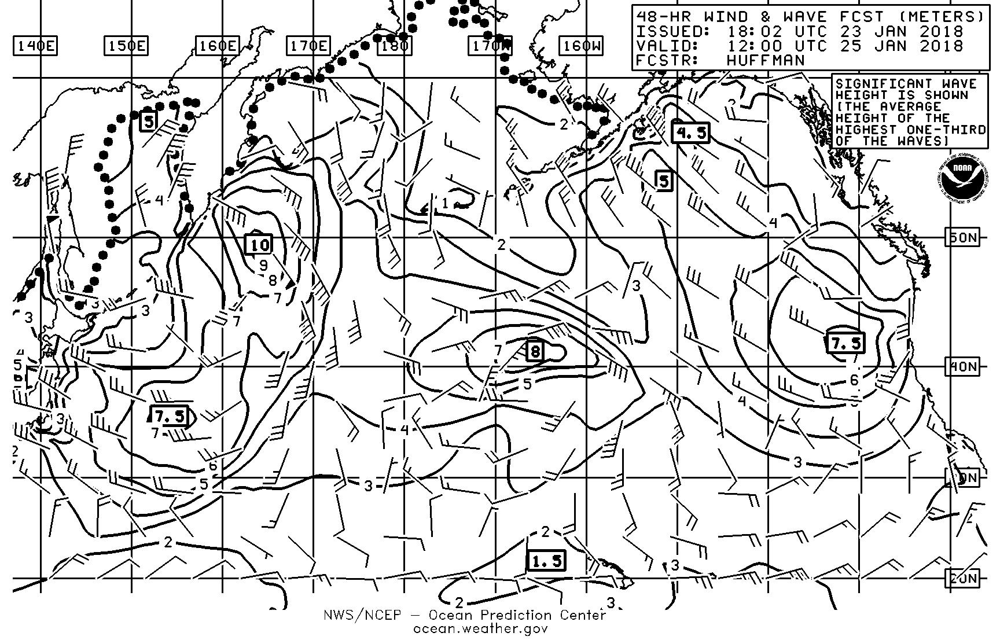 48-HR WIND & WAVE FCST (METERS)
ISSUED: 18:02 UTC 23 JAN 2018
VALID: 12:00 UTC 25 JAN 2018
FCSTR: HUFFMAN
140E 150E 160E 170E 180 170W 160W
SIGNIFICANT WAVE
HEIGHT IS SHOWN
(THE AVERAGE
HEIGHT OF THE
HIGHEST ONE-THIRD
OF THE WAVES)
5
2
4.5
NOAA
5
4
1
4
50N
10
2
9
8
3
7
3
3
3
7
4
5
7
8
7.5
40N
5
6
4
7.5
3
7
4
2
6
3
5
3
2
2
1.5
3
20N
2
3
NWS/NCEP – Ocean Prediction Center
ocean.weather.gov